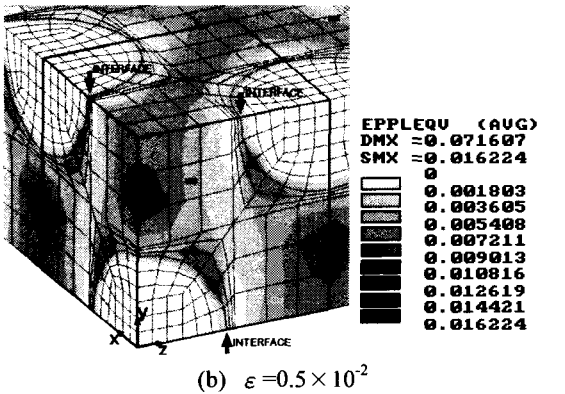 INTERFACE
INTERFACE
EPPLEQV (AVG)
DMX =0.071607
SMX =0.016224
0
0.001803
0.003605
0.005408
0.007211
0.009013
0.010816
0.012619
0.014421
0.016224
Y
X
Z
INTERFACE
(b) ε =0.5×10⁻²